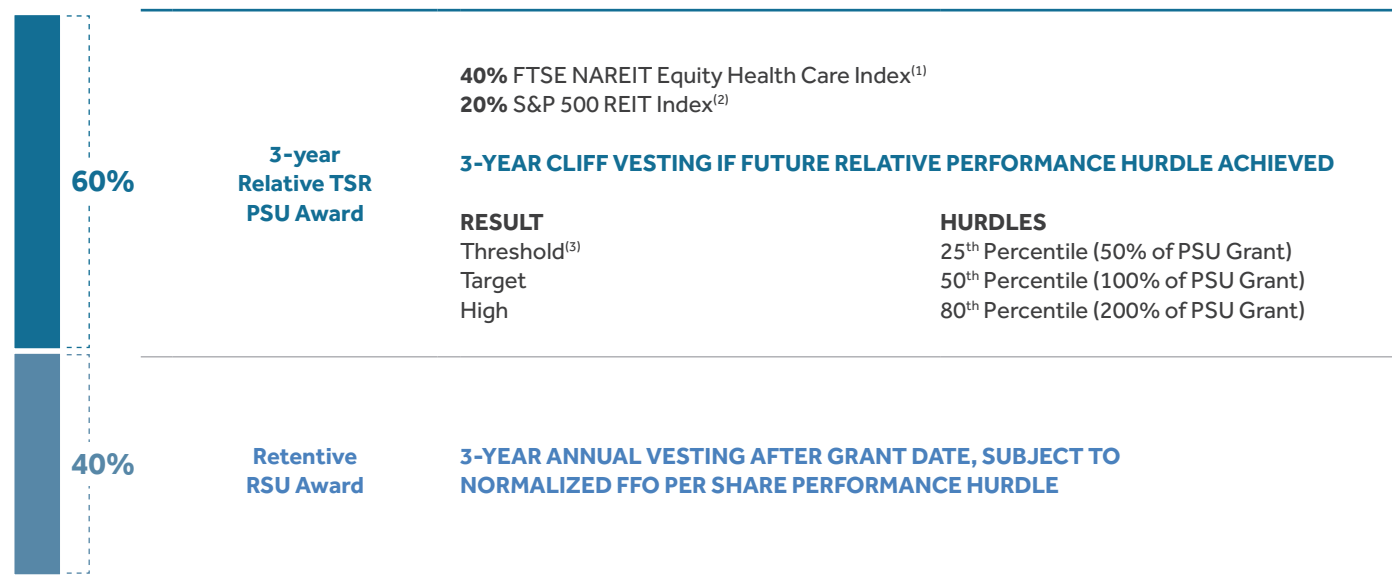 40% FTSE NAREIT Equity Health Care Index(1)
20% S&P 500 REIT Index(2)
60%
3-year
Relative TSR
PSU Award
3-YEAR CLIFF VESTING IF FUTURE RELATIVE PERFORMANCE HURDLE ACHIEVED
RESULT HURDLES
Threshold(3) 25th Percentile (50% of PSU Grant)
Target 50th Percentile (100% of PSU Grant)
High 80th Percentile (200% of PSU Grant)
40%
Retentive
RSU Award
3-YEAR ANNUAL VESTING AFTER GRANT DATE, SUBJECT TO
NORMALIZED FFO PER SHARE PERFORMANCE HURDLE